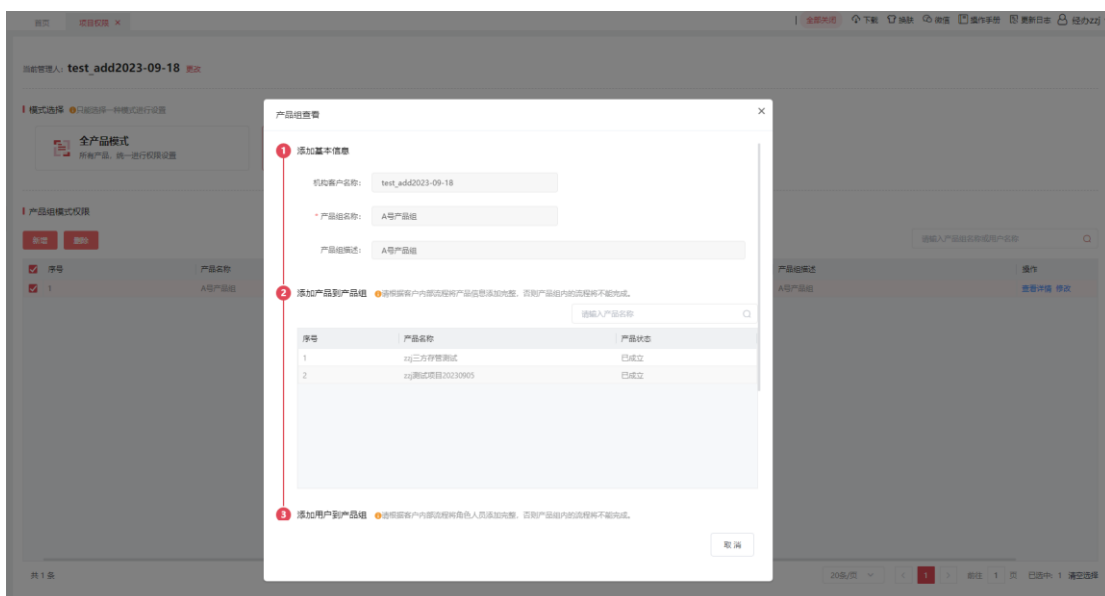 首页 项目权限 ×
全部关闭 下载 换肤 微信 操作手册 更新日志 经办zzj
当前管理人: test_add2023-09-18 更改
模式选择 只能选择一种模式进行设置
全产品模式
所有产品，统一进行权限设置
产品组模式权限
新增 删除
请输入产品组名称或用户名称
序号 产品名称 产品组描述 操作
1 A号产品组 A号产品组 查看详情 修改
产品组查看 ×
1 添加基本信息
机构客户名称: test_add2023-09-18
* 产品组名称: A号产品组
产品组描述: A号产品组
2 添加产品到产品组 请根据客户内部流程将产品信息添加完整，否则产品组内的流程将不能完成。
请输入产品名称
序号 产品名称 产品状态
1 zzj三方存管测试 已成立
2 zzj测试项目20230905 已成立
3 添加用户到产品组 请根据客户内部流程将角色人员添加完整，否则产品组内的流程将不能完成。
取消
共 1 条
20条/页 < 1 > 前往 1 页 已选中: 1 清空选择